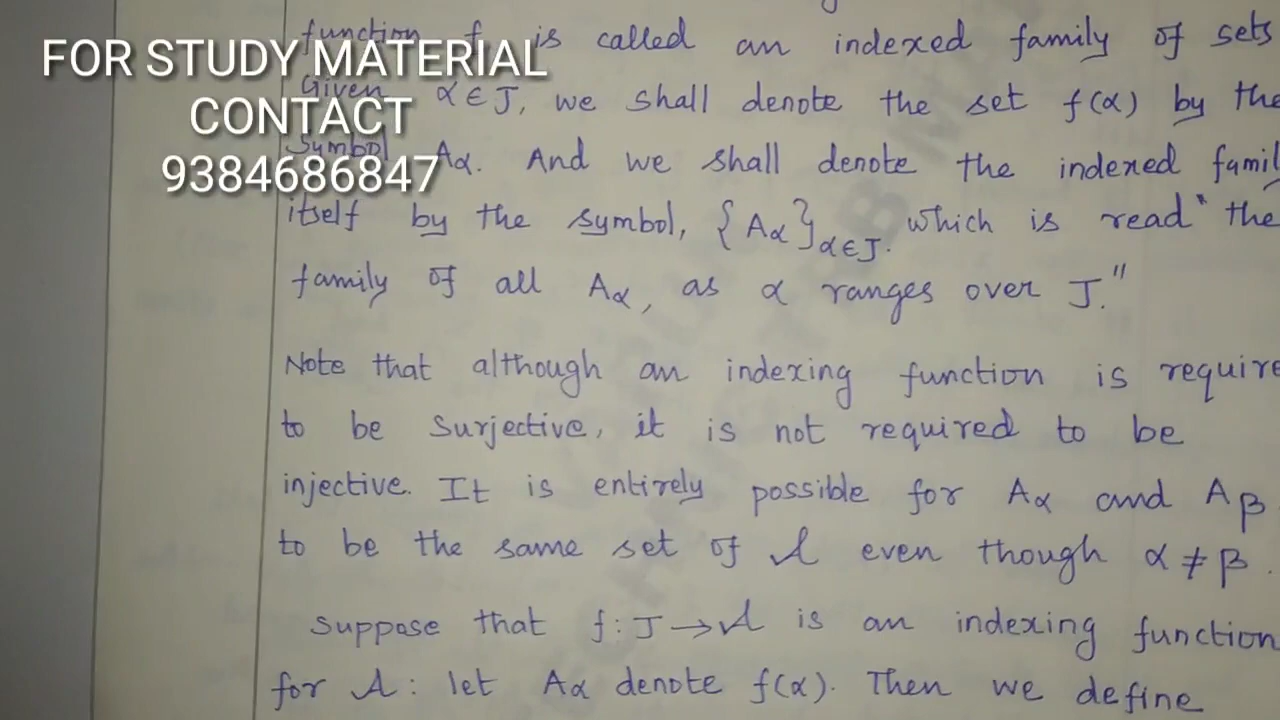 FOR STUDY MATERIAL
CONTACT
9384686847
function f is called an indexed family of sets
Given α ∈ J, we shall denote the set f(α) by the
symbol Aα. And we shall denote the indexed famil
itself by the symbol, {Aα}α∈J. which is read "the
family of all Aα, as α ranges over J."
Note that although an indexing function is require
to be surjective, it is not required to be
injective. It is entirely possible for Aα and Aβ
to be the same set of 𝒜 even though α ≠ β.
Suppose that f: J → 𝒜 is an indexing function
for 𝒜: let Aα denote f(α). Then we define